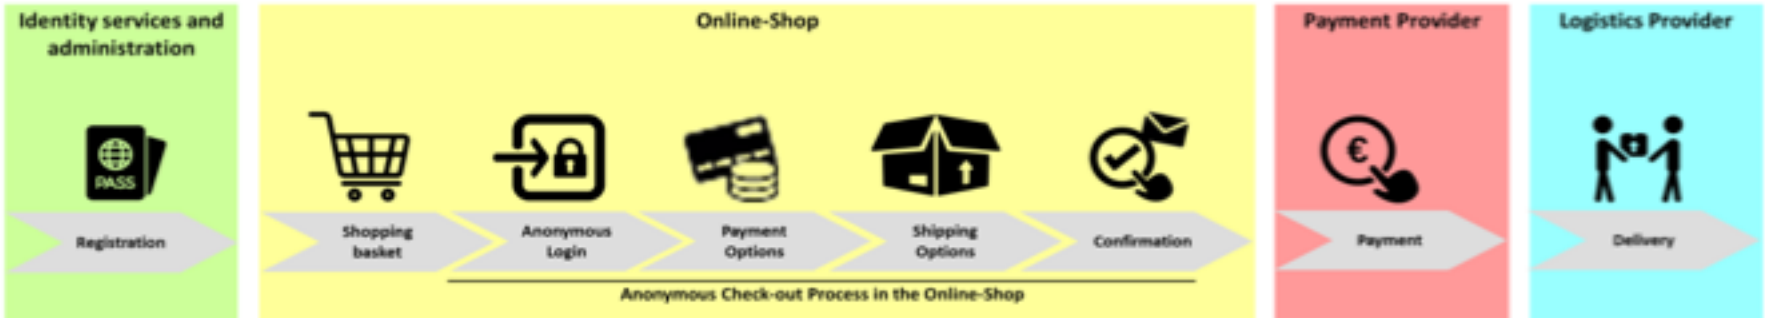 Identity services and
administration
Online-Shop
Payment Provider
Logistics Provider
PASS
Registration
Shopping
basket
Anonymous
Login
Payment
Options
Shipping
Options
Confirmation
€
Payment
Delivery
Anonymous Check-out Process in the Online-Shop